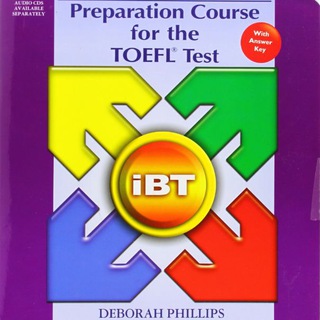 AUDIO CDS
AVAILABLE
SEPARATELY
Preparation Course
for the
TOEFL® Test
With
Answer
Key
iBT
DEBORAH PHILLIPS